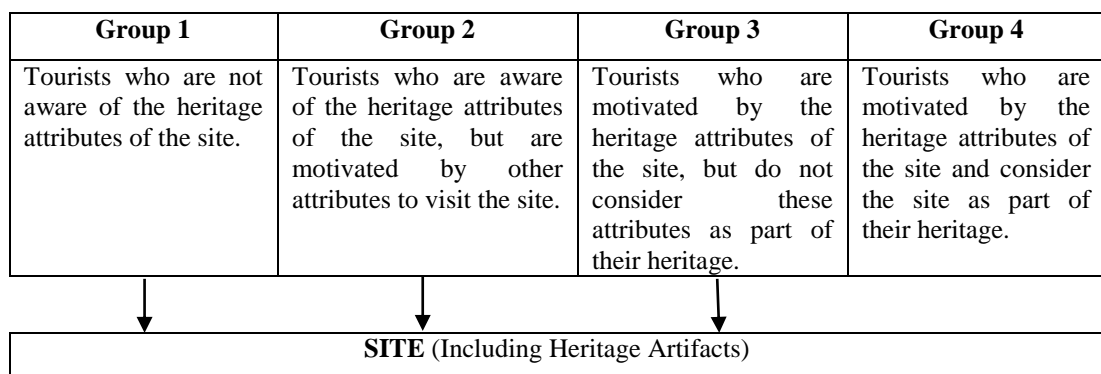 Group 1
Group 2
Group 3
Group 4
Tourists who are not
aware of the heritage
attributes of the site.
Tourists who are aware
of the heritage attributes
of the site, but are
motivated by other
attributes to visit the site.
Tourists who are
motivated by the
heritage attributes of
the site, but do not
consider these
attributes as part of
their heritage.
Tourists who are
motivated by the
heritage attributes of
the site and consider
the site as part of
their heritage.
SITE (Including Heritage Artifacts)